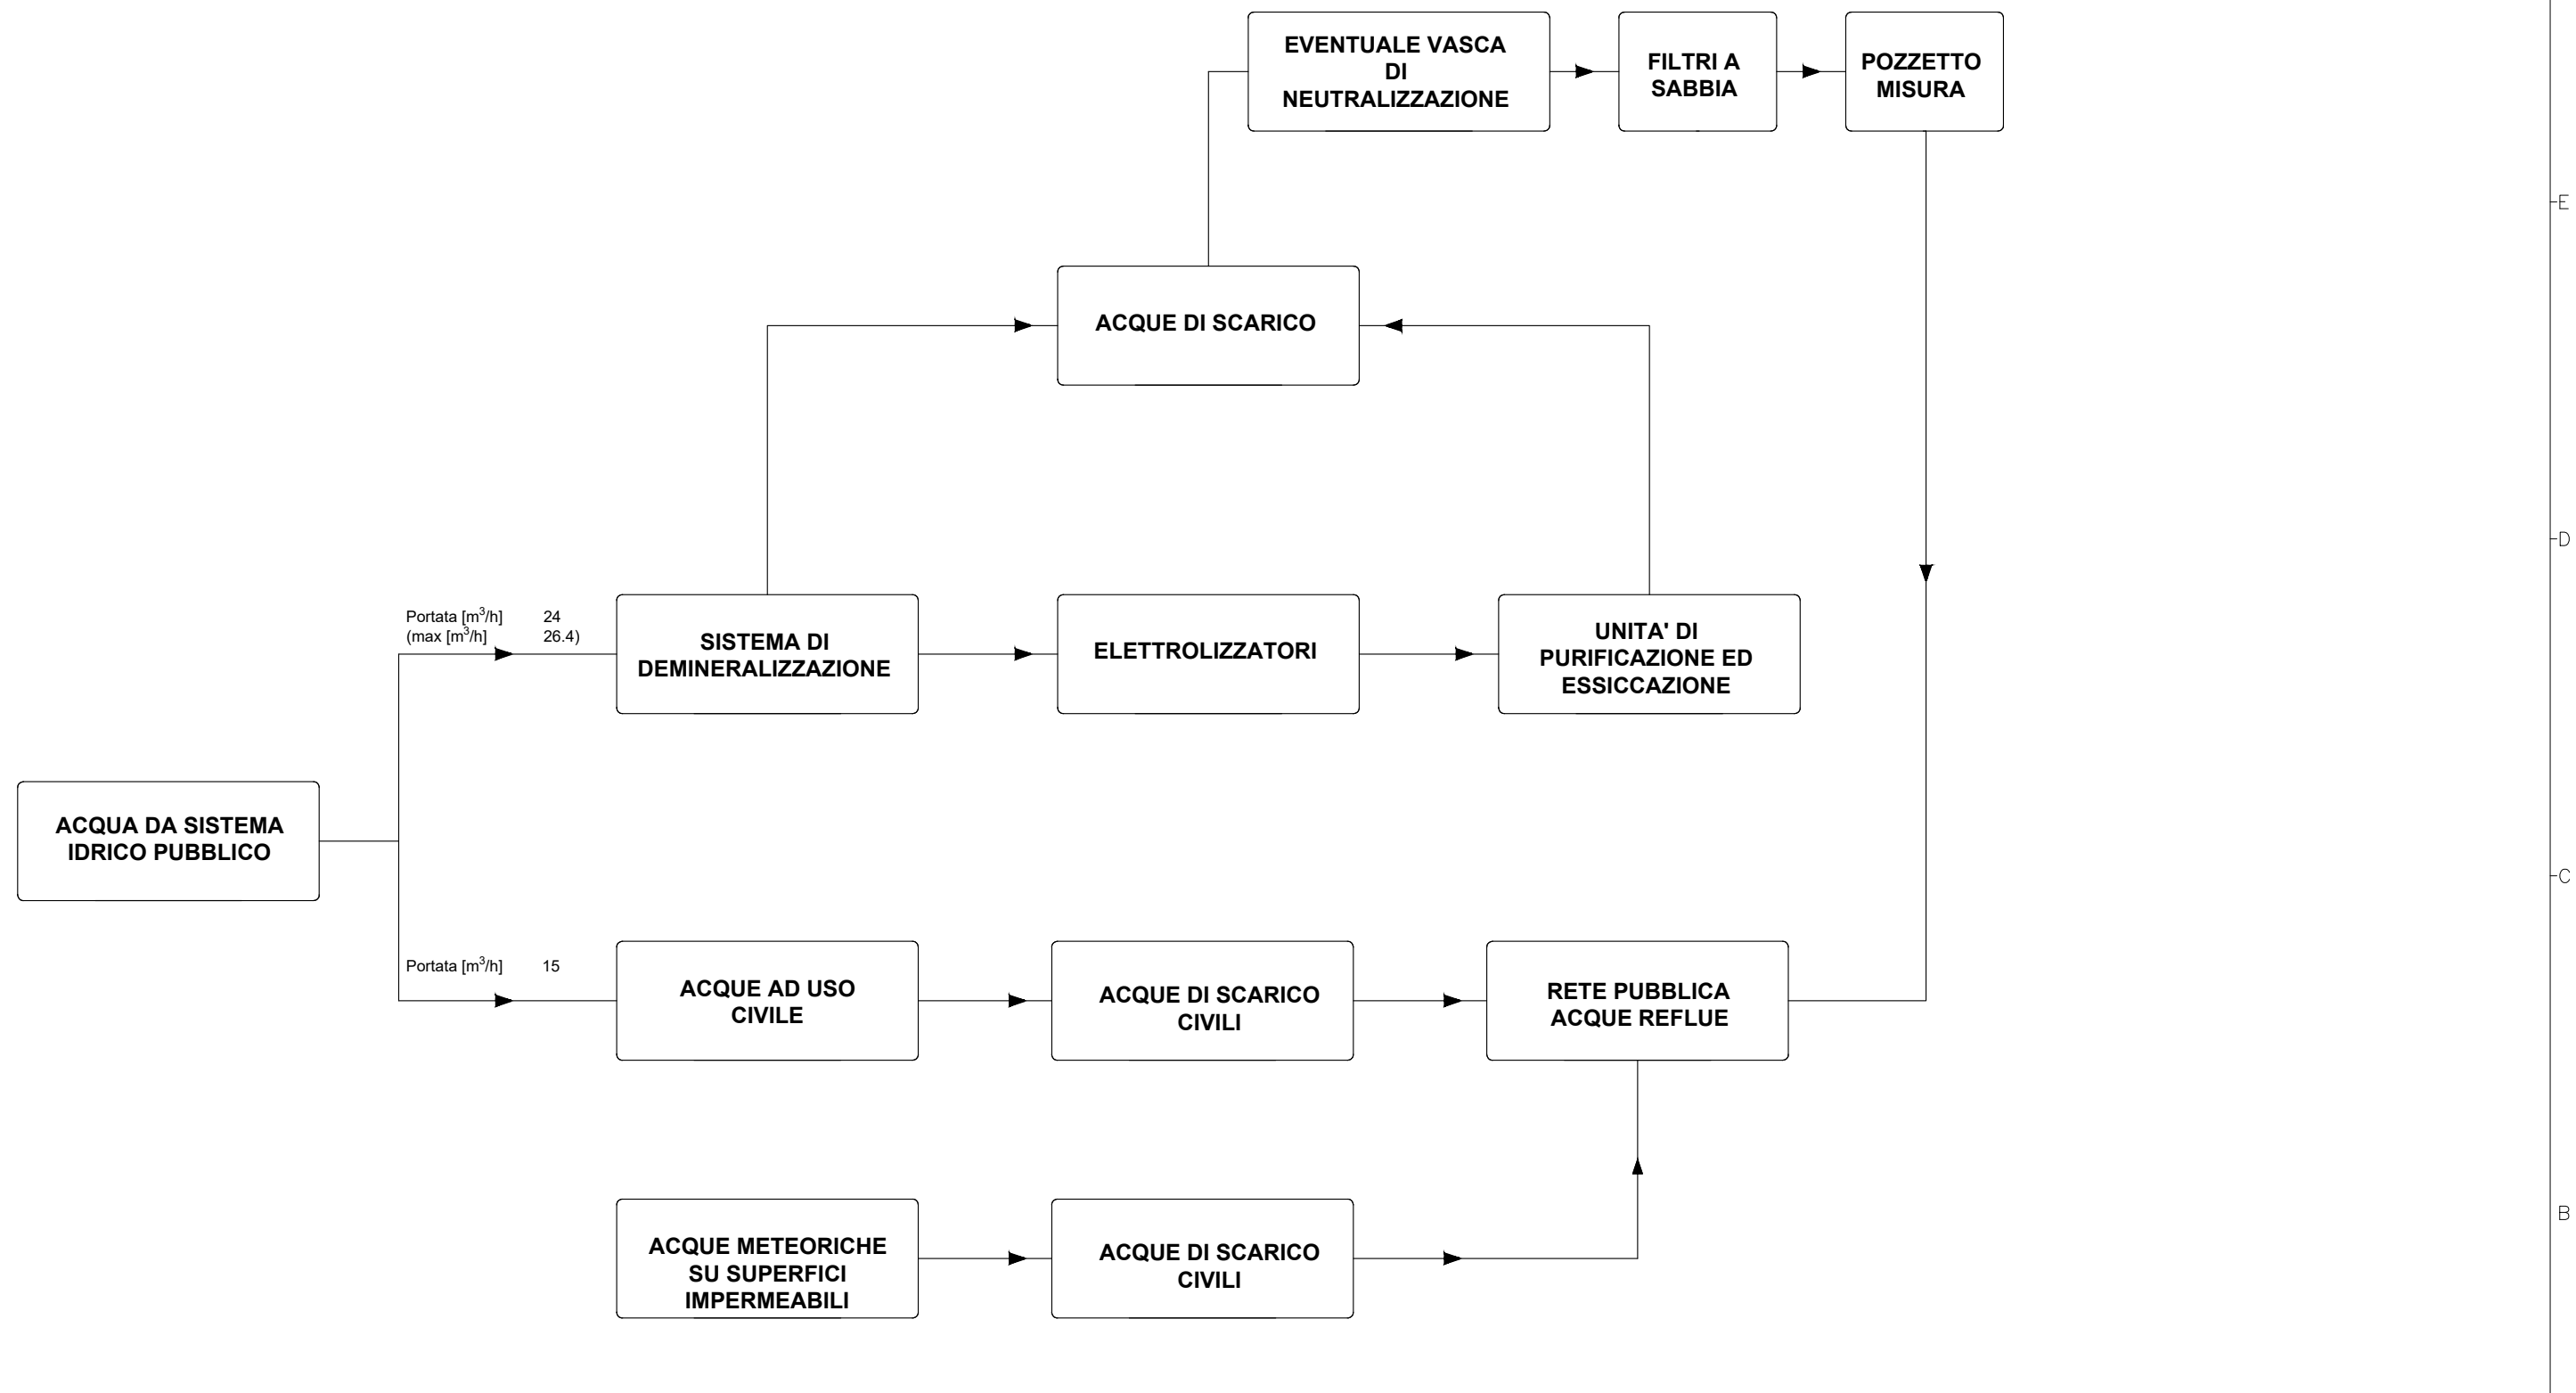 EVENTUALE VASCA
DI
NEUTRALIZZAZIONE
FILTRI A
SABBIA
POZZETTO
MISURA
E
ACQUE DI SCARICO
D
Portata [m³/h] 24
(max [m³/h] 26.4)
SISTEMA DI
DEMINERALIZZAZIONE
ELETTROLIZZATORI
UNITA' DI
PURIFICAZIONE ED
ESSICCAZIONE
ACQUA DA SISTEMA
IDRICO PUBBLICO
C
Portata [m³/h] 15
ACQUE AD USO
CIVILE
ACQUE DI SCARICO
CIVILI
RETE PUBBLICA
ACQUE REFLUE
B
ACQUE METEORICHE
SU SUPERFICI
IMPERMEABILI
ACQUE DI SCARICO
CIVILI